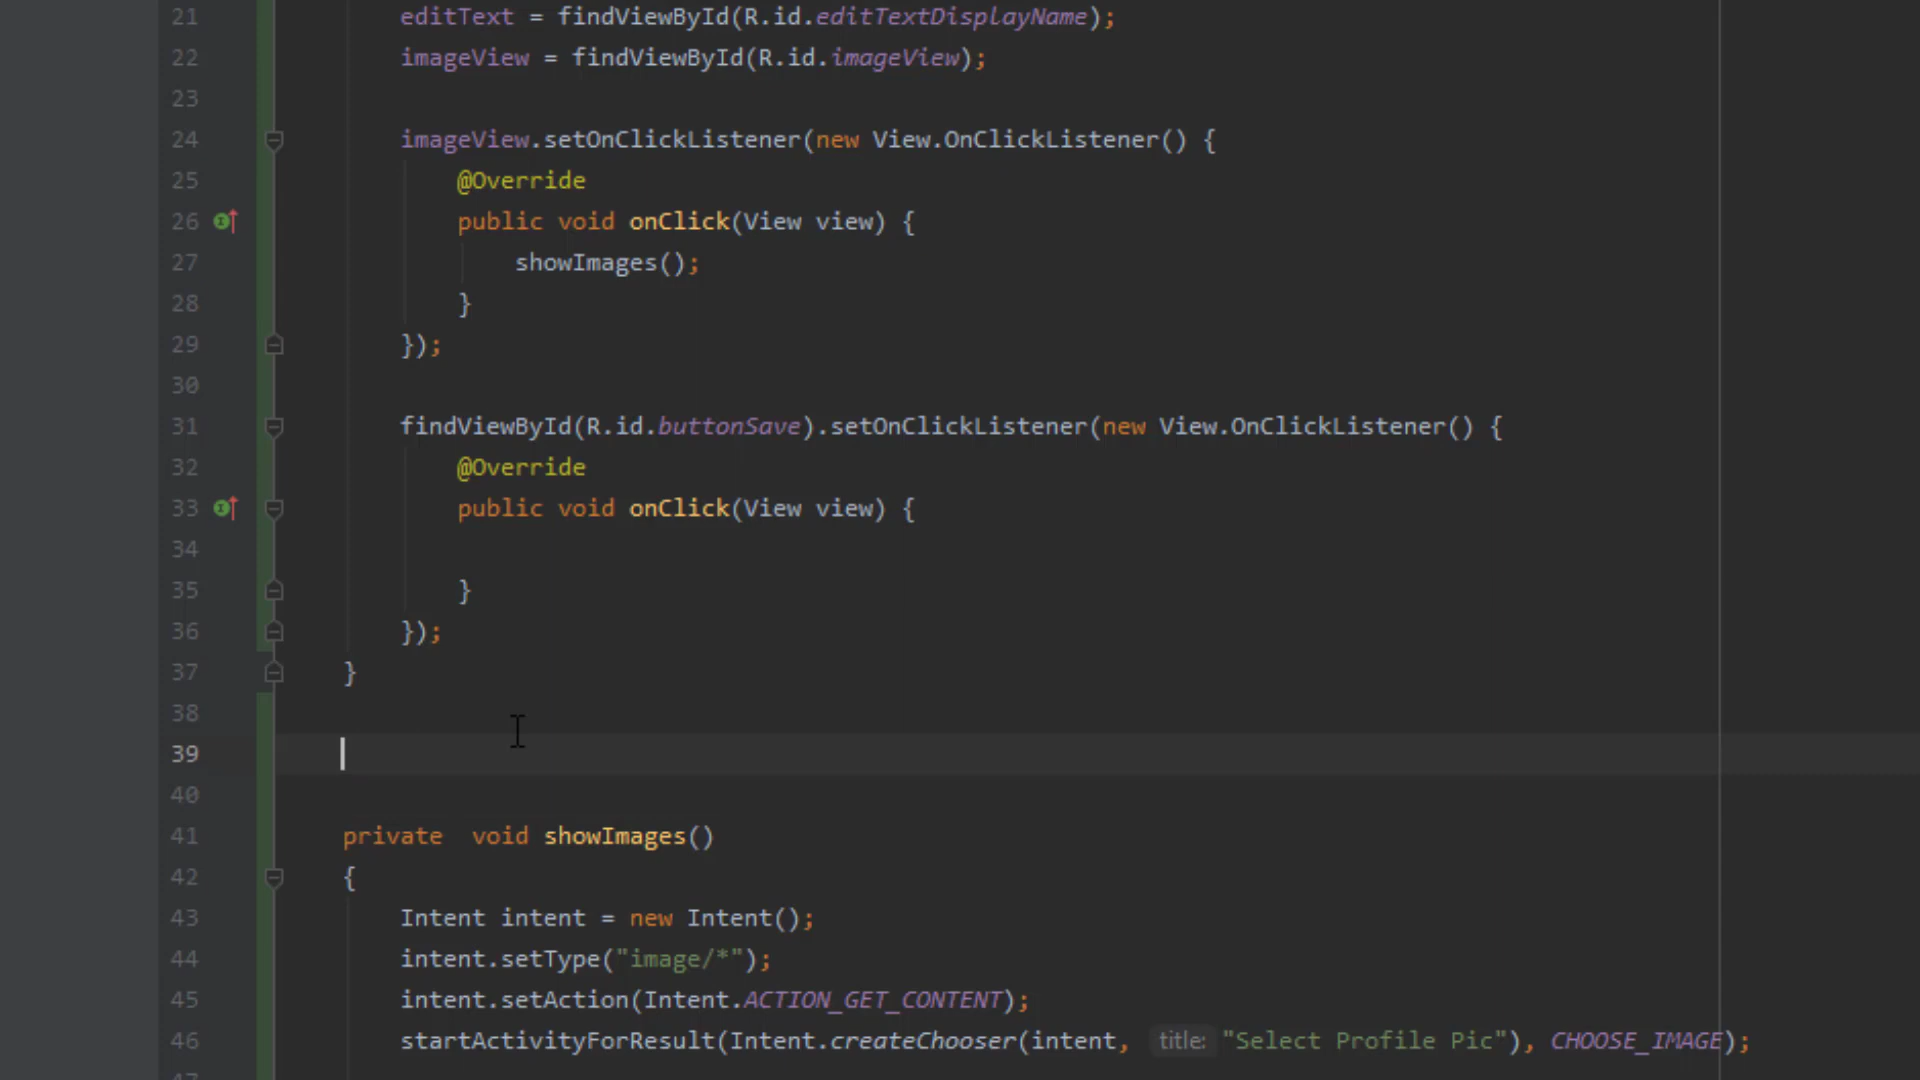 21 editText = findViewById(R.id.editTextDisplayName);
22 imageView = findViewById(R.id.imageView);
23
24 imageView.setOnClickListener(new View.OnClickListener() {
25 @Override
26 public void onClick(View view) {
27 showImages();
28 }
29 });
30
31 findViewById(R.id.buttonSave).setOnClickListener(new View.OnClickListener() {
32 @Override
33 public void onClick(View view) {
34
35 }
36 });
37 }
38
39
40
41 private  void showImages()
42 {
43 Intent intent = new Intent();
44 intent.setType("image/*");
45 intent.setAction(Intent.ACTION_GET_CONTENT);
46 startActivityForResult(Intent.createChooser(intent, title: "Select Profile Pic"), CHOOSE_IMAGE);